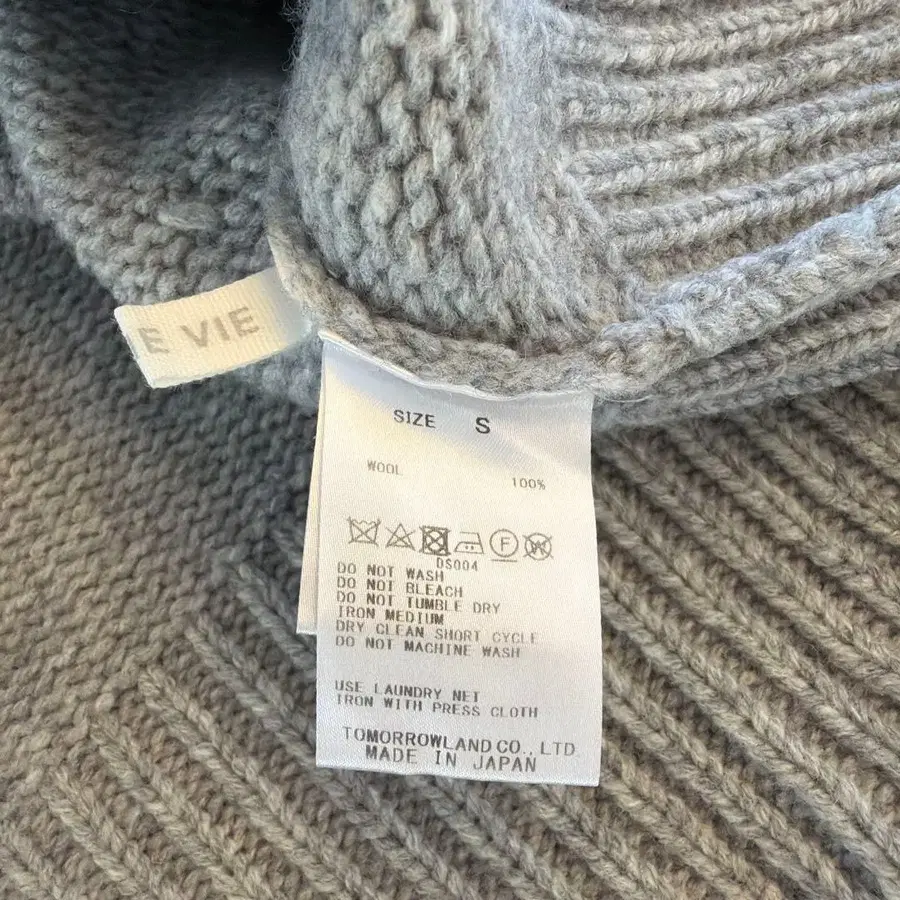 E VIE
SIZE S
WOOL 100%
F W
DS004
DO NOT WASH
DO NOT BLEACH
DO NOT TUMBLE DRY
IRON MEDIUM
DRY CLEAN SHORT CYCLE
DO NOT MACHINE WASH
USE LAUNDRY NET
IRON WITH PRESS CLOTH
TOMORROWLAND CO., LTD
MADE IN JAPAN